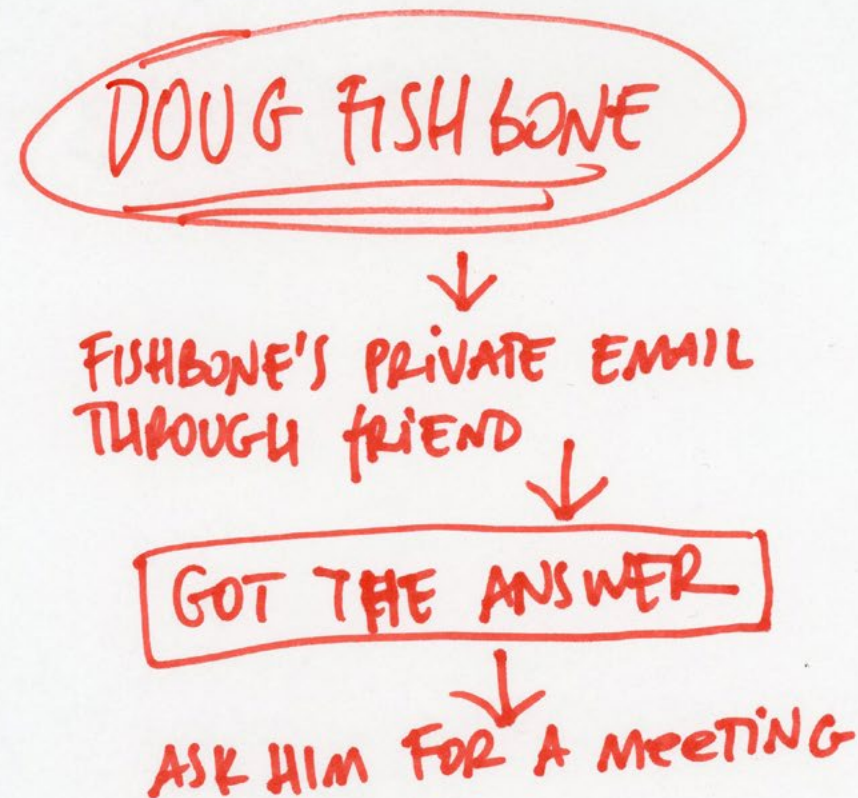 DOUG FISHBONE
FISHBONE'S PRIVATE EMAIL
THROUGH FRIEND
GOT THE ANSWER
ASK HIM FOR A MEETING